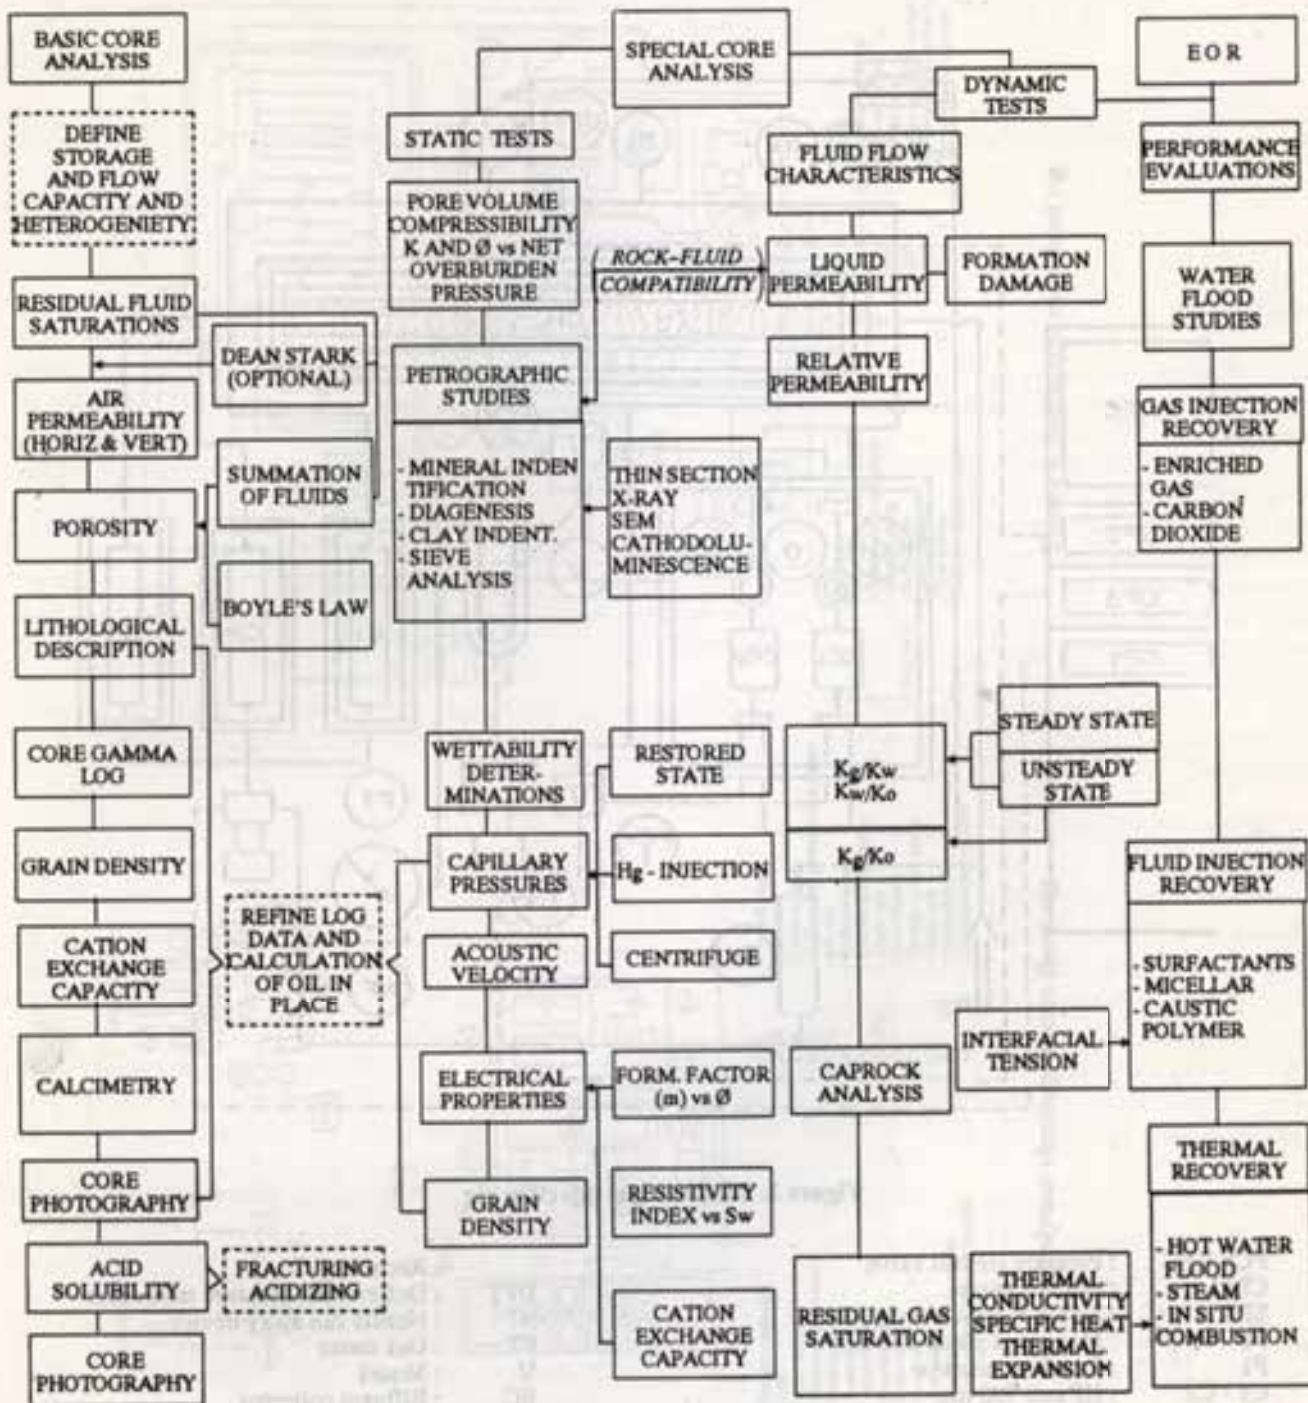 BASIC CORE
ANALYSIS
DEFINE
STORAGE
AND FLOW
CAPACITY AND
HETEROGENIETY
RESIDUAL FLUID
SATURATIONS
DEAN STARK
(OPTIONAL)
AIR
PERMEABILITY
(HORIZ & VERT)
SUMMATION
OF FLUIDS
POROSITY
BOYLE'S LAW
LITHOLOGICAL
DESCRIPTION
CORE GAMMA
LOG
GRAIN DENSITY
CATION
EXCHANGE
CAPACITY
CALCIMETRY
CORE
PHOTOGRAPHY
ACID
SOLUBILITY
FRACTURING
ACIDIZING
CORE
PHOTOGRAPHY
REFINE LOG
DATA AND
CALCULATION
OF OIL IN
PLACE
SPECIAL CORE
ANALYSIS
STATIC TESTS
PORE VOLUME
COMPRESSIBILITY
K AND Ø vs NET
OVERBURDEN
PRESSURE
(ROCK-FLUID
COMPATIBILITY)
PETROGRAPHIC
STUDIES
- MINERAL INDEN
TIFICATION
- DIAGENESIS
- CLAY INDENT.
- SIEVE
ANALYSIS
THIN SECTION
X-RAY
SEM
CATHODOLU-
MINESCENCE
WETTABILITY
DETER-
MINATIONS
RESTORED
STATE
CAPILLARY
PRESSURES
Hg - INJECTION
ACOUSTIC
VELOCITY
CENTRIFUGE
ELECTRICAL
PROPERTIES
FORM. FACTOR
(m) vs Ø
GRAIN
DENSITY
RESISTIVITY
INDEX vs Sw
CATION
EXCHANGE
CAPACITY
DYNAMIC
TESTS
FLUID FLOW
CHARACTERISTICS
LIQUID
PERMEABILITY
FORMATION
DAMAGE
RELATIVE
PERMEABILITY
STEADY STATE
UNSTEADY
STATE
Kg/Kw
Kw/Ko
Kg/Ko
CAPROCK
ANALYSIS
RESIDUAL GAS
SATURATION
E O R
PERFORMANCE
EVALUATIONS
WATER
FLOOD
STUDIES
GAS INJECTION
RECOVERY
- ENRICHED
GAS
- CARBON
DIOXIDE
FLUID INJECTION
RECOVERY
- SURFACTANTS
- MICELLAR
- CAUSTIC
POLYMER
INTERFACIAL
TENSION
THERMAL
RECOVERY
- HOT WATER
FLOOD
- STEAM
- IN SITU
COMBUSTION
THERMAL
CONDUCTIVITY
SPECIFIC HEAT
THERMAL
EXPANSION